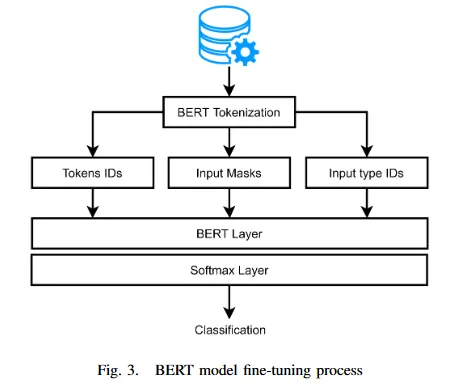 BERT Tokenization
Tokens IDs
Input Masks
Input type IDs
BERT Layer
Softmax Layer
Classification
Fig. 3. BERT model fine-tuning process